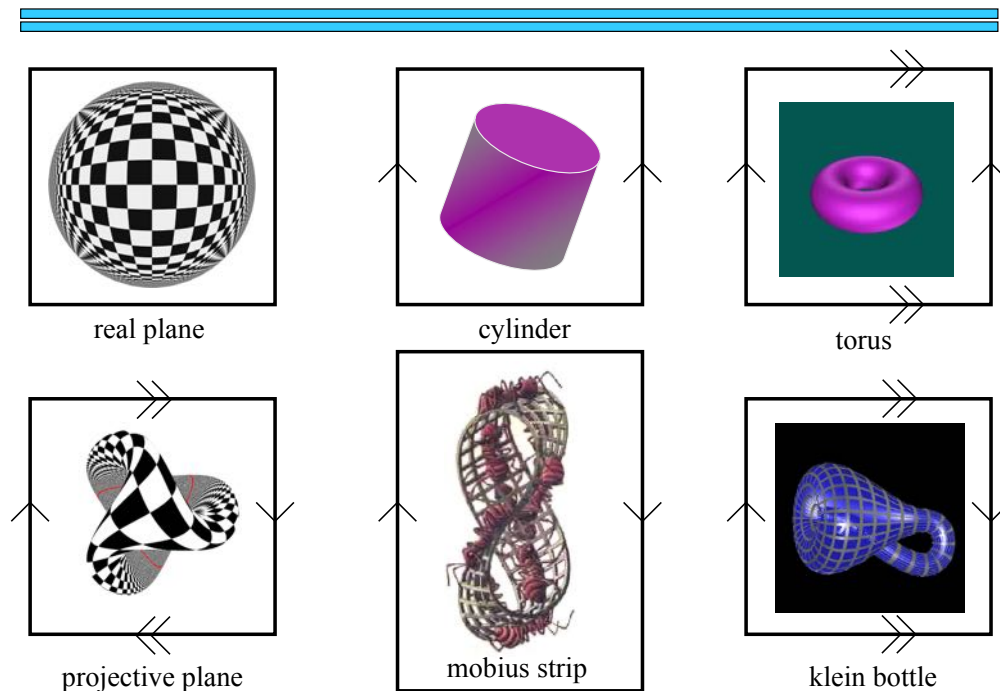 real plane
cylinder
torus
projective plane
mobius strip
klein bottle